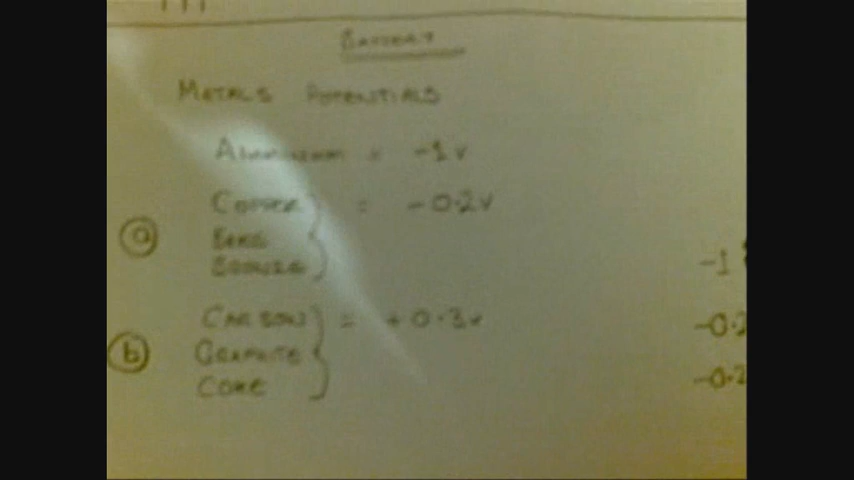 BATTERY
METALS POTENTIALS
ALUMINIUM = -1V
COPPER = -0.2V
(a)
BRONZE
-1
CARBON = +0.3V
-0.2
(b) GRAPHITE
COKE
-0.2